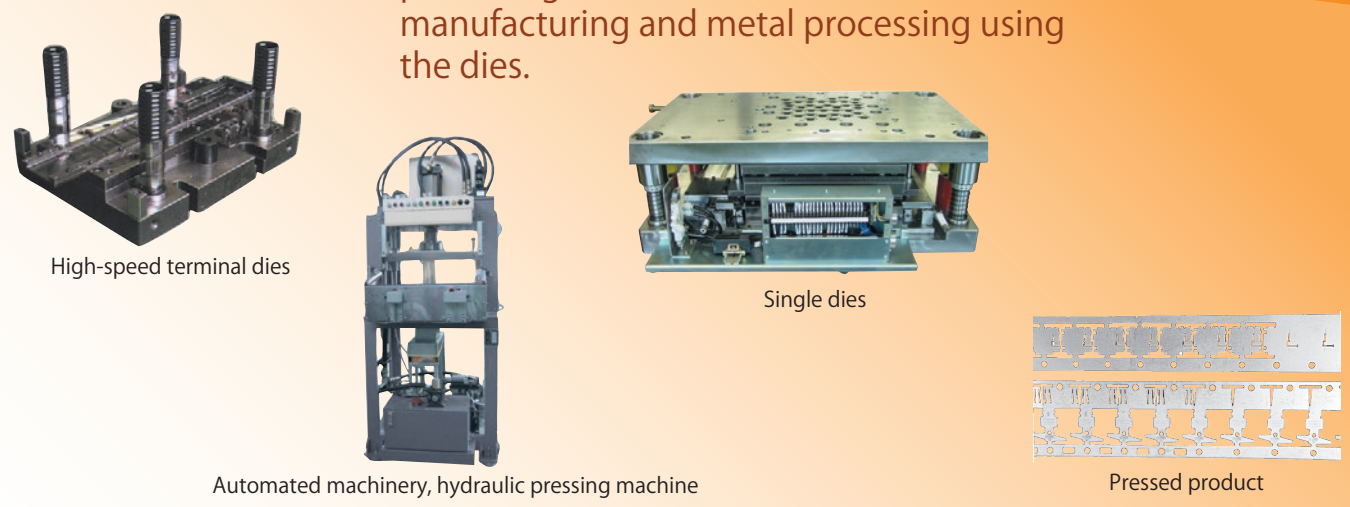 manufacturing and metal processing using
the dies.
High-speed terminal dies
Single dies
Automated machinery, hydraulic pressing machine
Pressed product